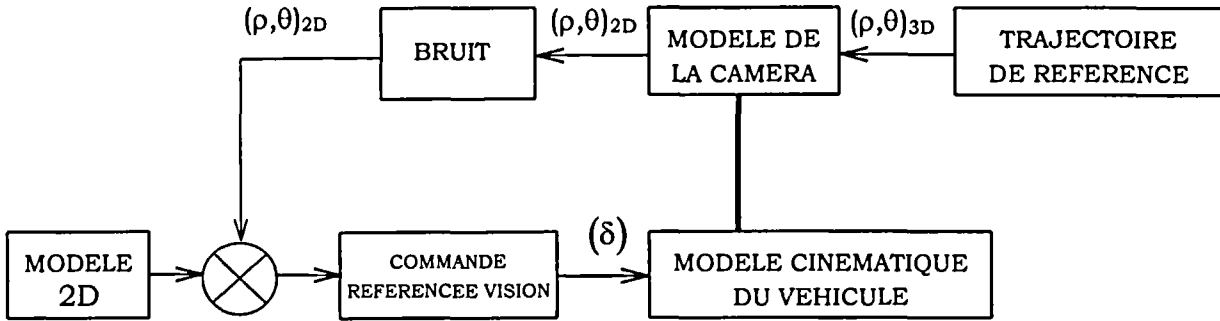 (ρ,θ)2D
BRUIT
(ρ,θ)2D
MODELE DE
LA CAMERA
(ρ,θ)3D
TRAJECTOIRE
DE REFERENCE
MODELE
2D
COMMANDE
REFERENCEE VISION
(δ)
MODELE CINEMATIQUE
DU VEHICULE